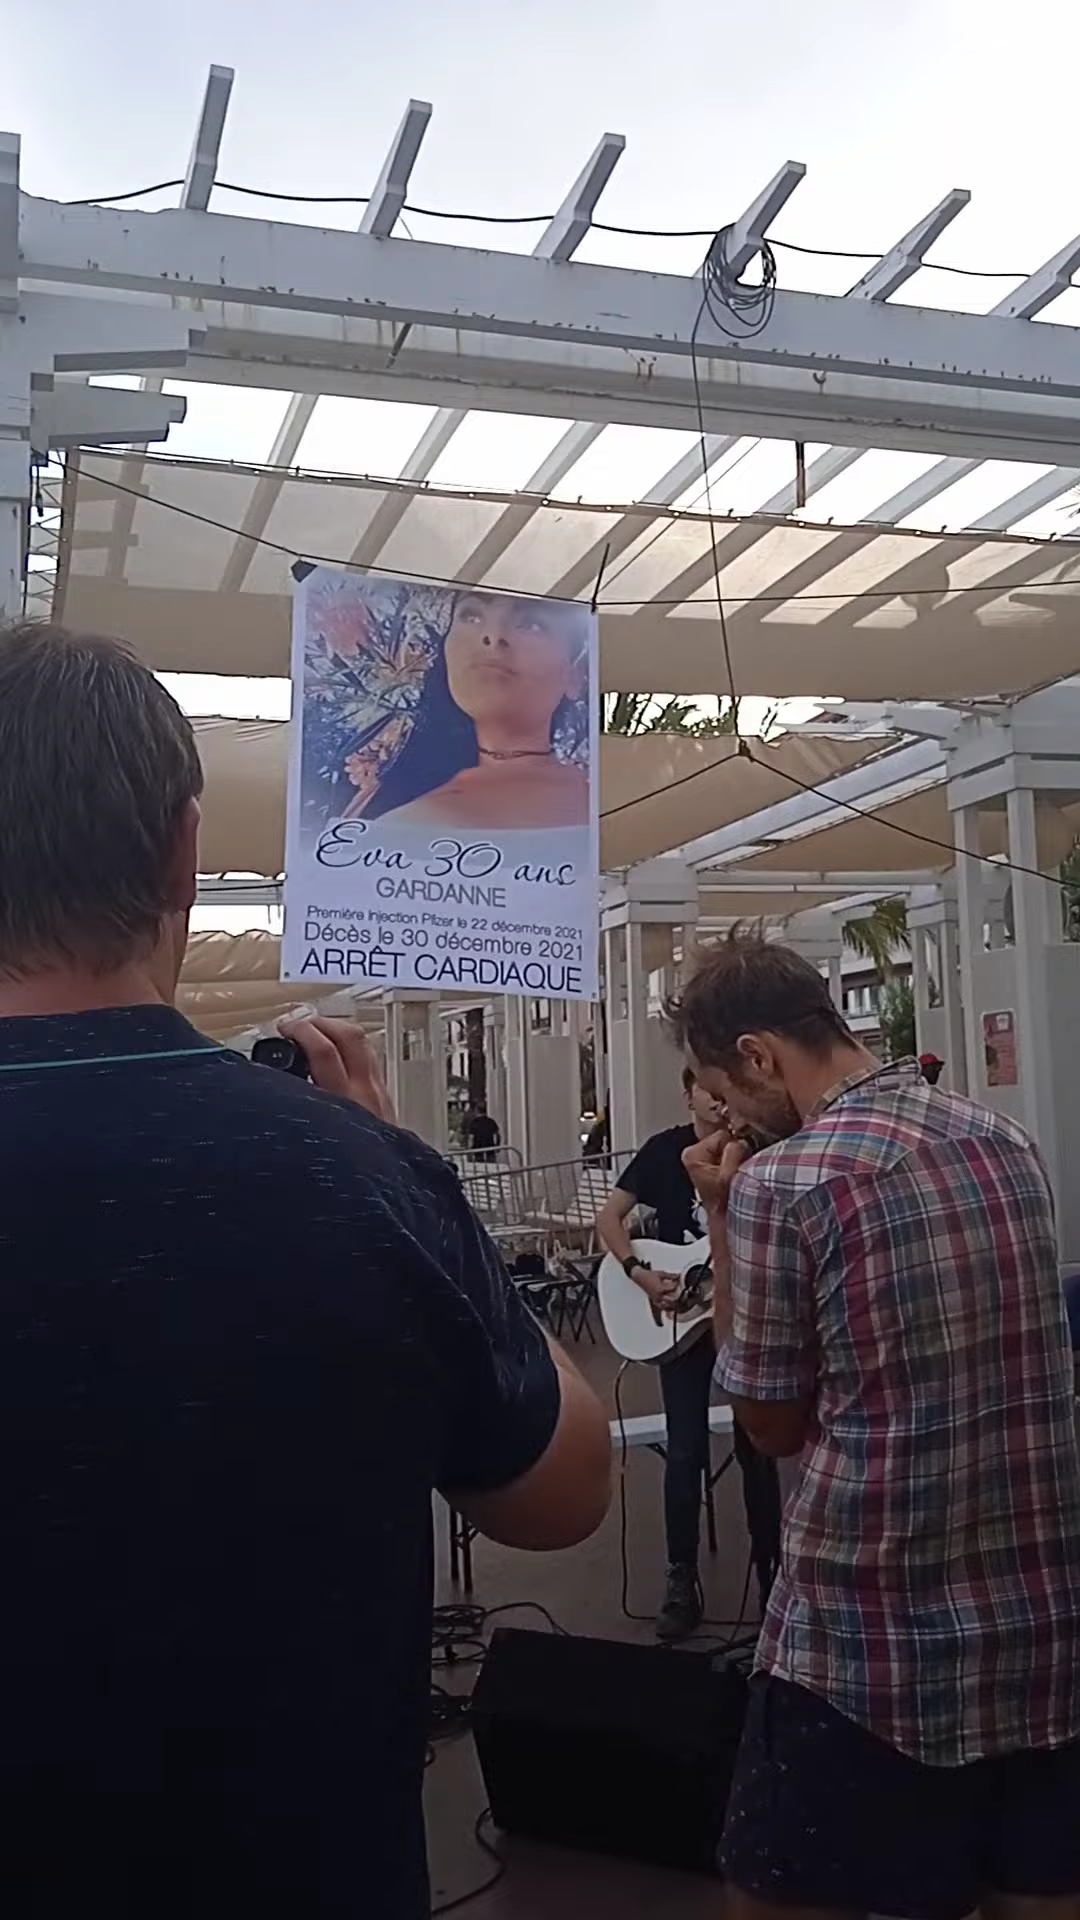 Eva 30 ans
GARDANNE
Première Injection Pfizer le 22 décembre 2021
Décès le 30 décembre 2021
ARRÊT CARDIAQUE